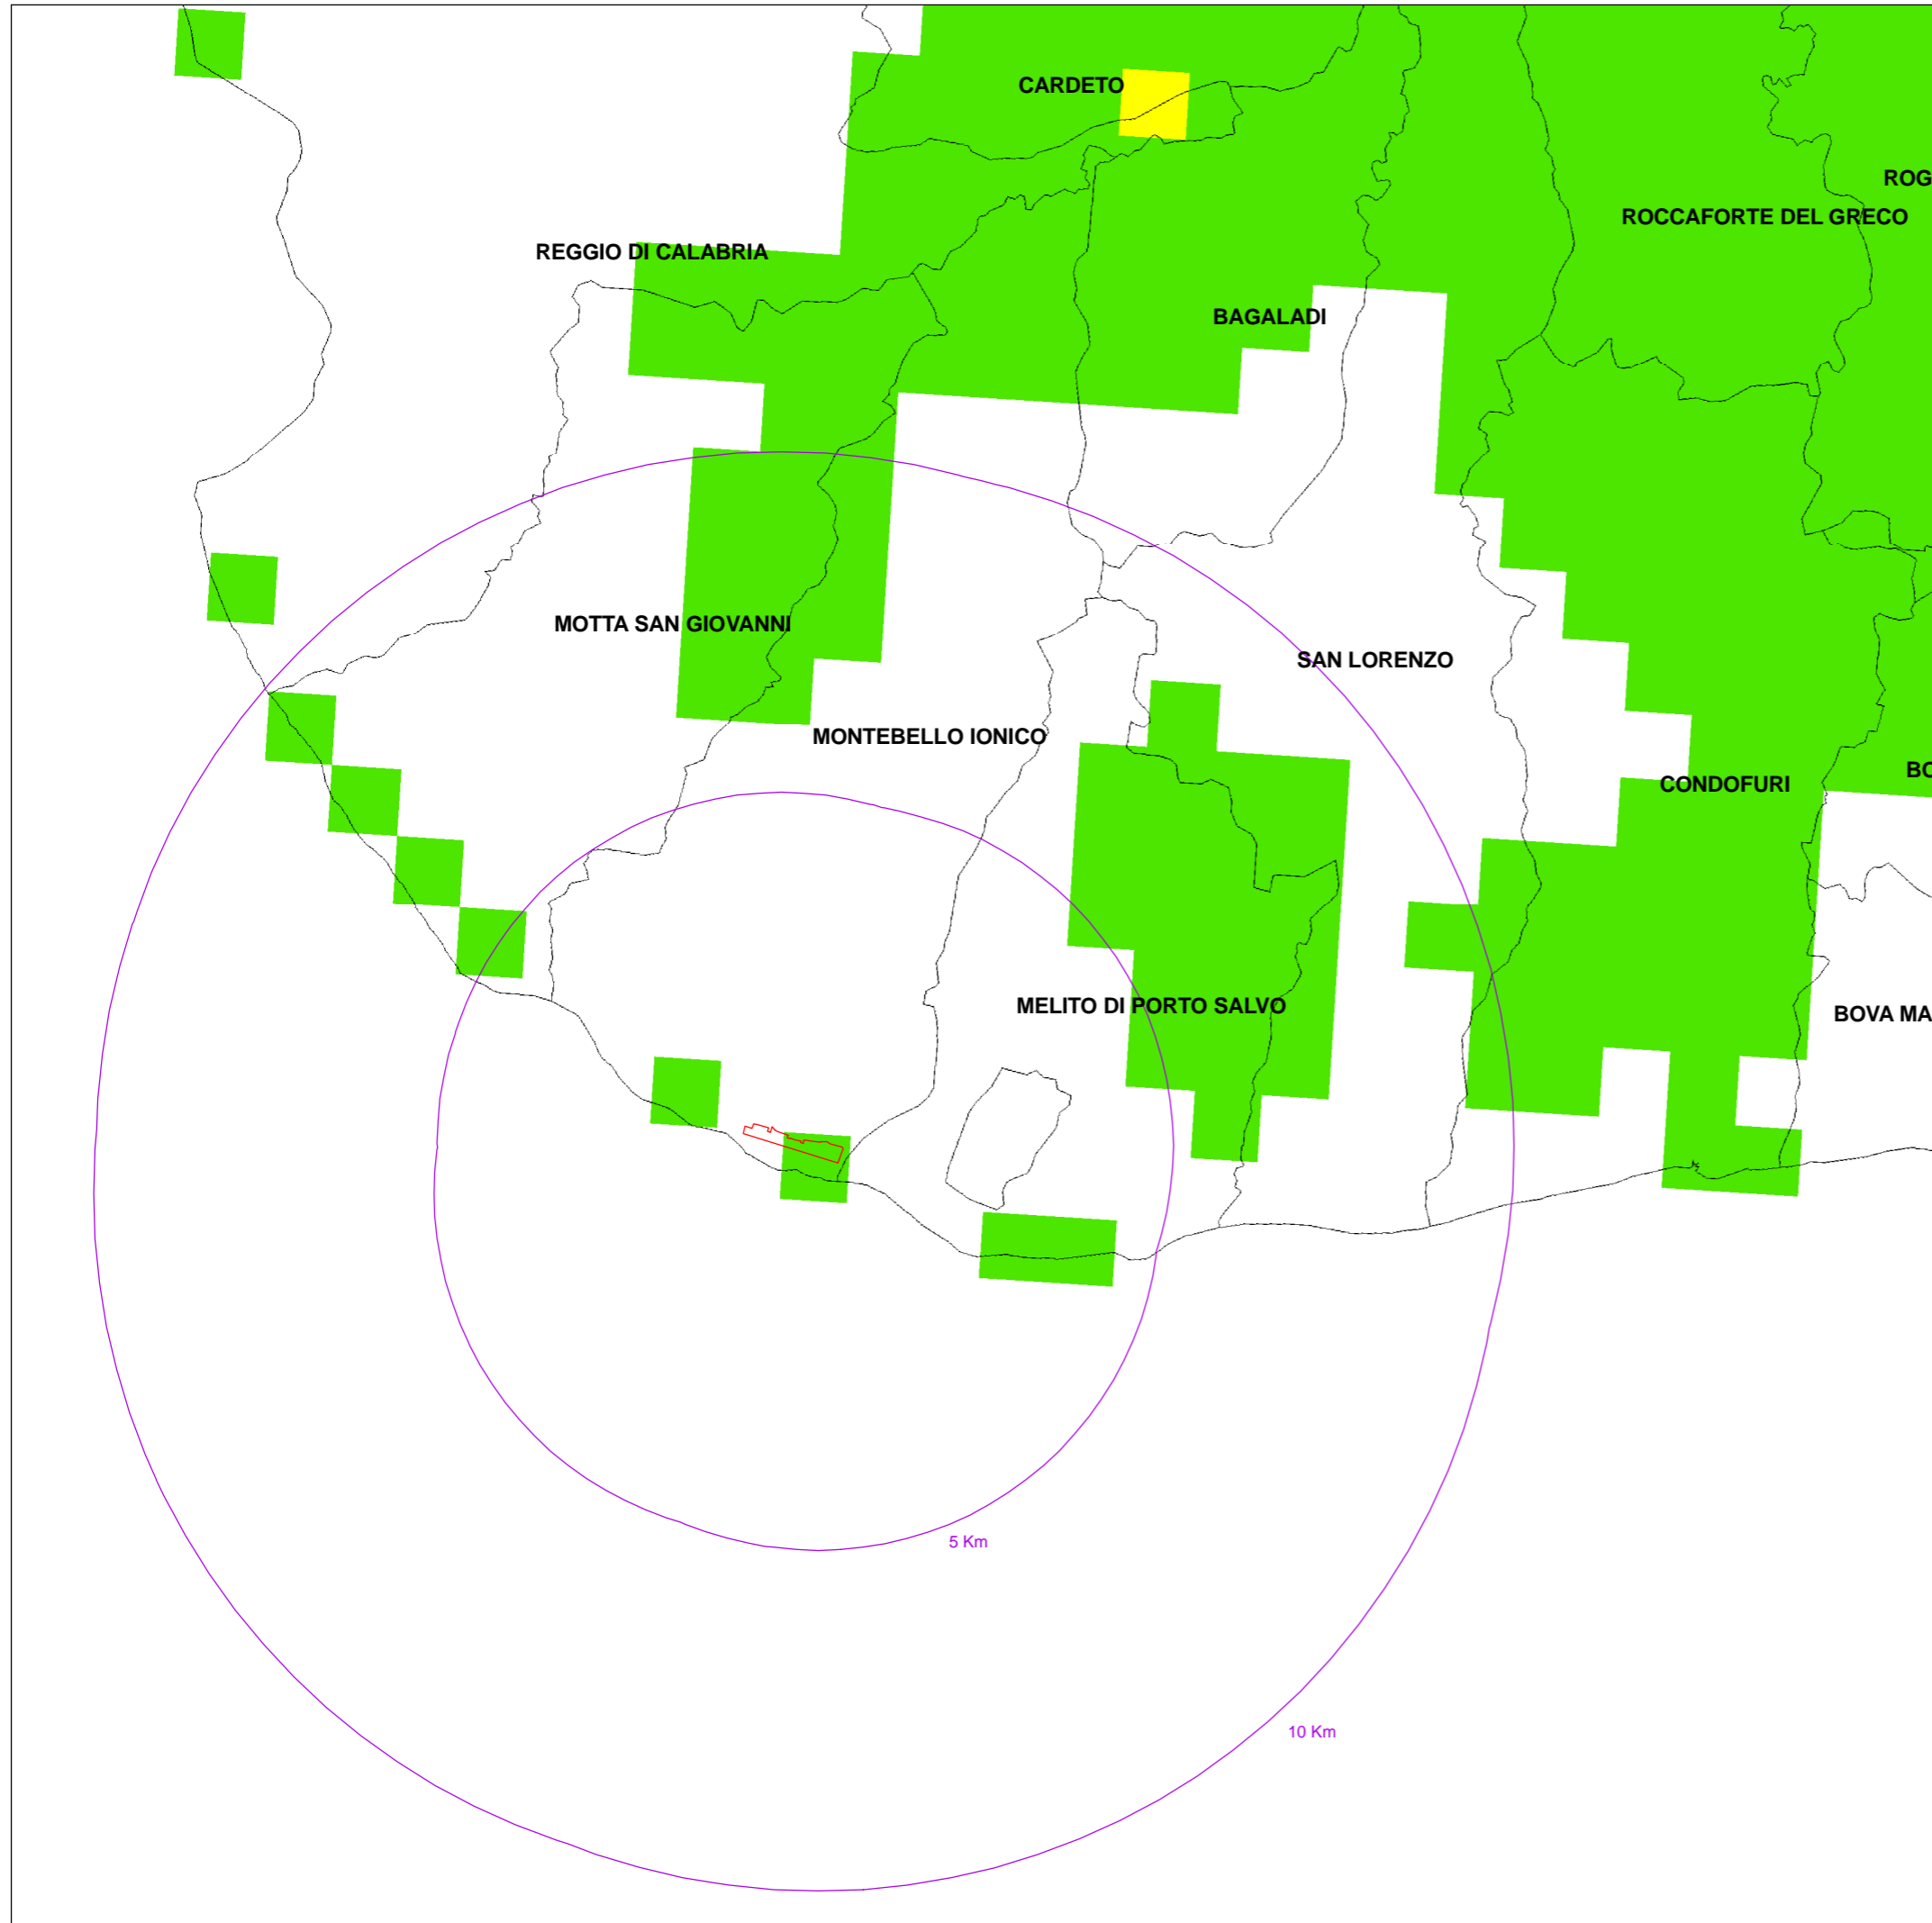 CARDETO
ROG
ROCCAFORTE DEL GRECO
REGGIO DI CALABRIA
BAGALADI
MOTTA SAN GIOVANNI
SAN LORENZO
MONTEBELLO IONICO
BO
CONDOFURI
MELITO DI PORTO SALVO
BOVA MA
5 Km
10 Km